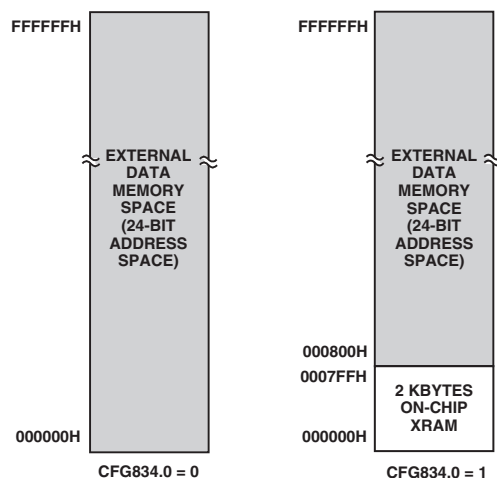 FFFFFFH
EXTERNAL
DATA
MEMORY
SPACE
(24-BIT
ADDRESS
SPACE)
000000H
CFG834.0 = 0
FFFFFFH
EXTERNAL
DATA
MEMORY
SPACE
(24-BIT
ADDRESS
SPACE)
000800H
0007FFH
2 KBYTES
ON-CHIP
XRAM
000000H
CFG834.0 = 1